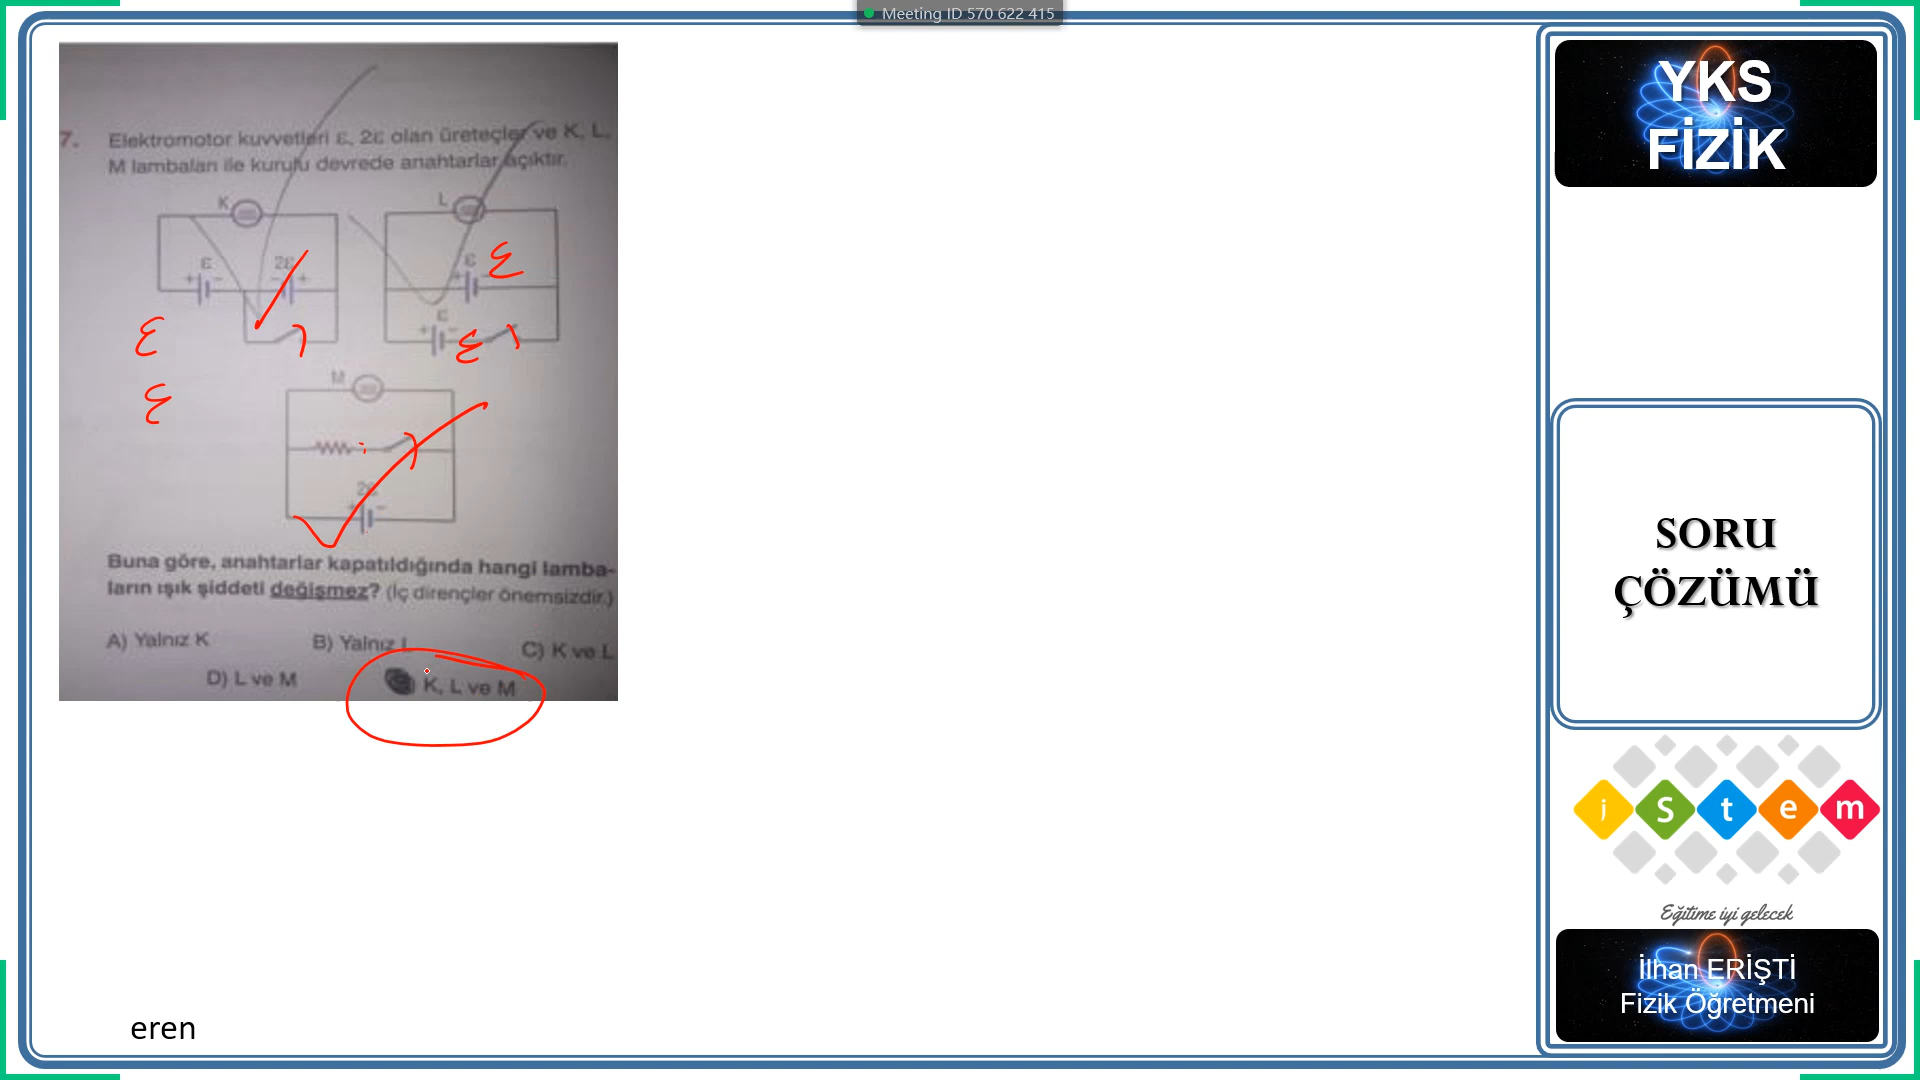 Meeting ID 570 622 415
7. Elektromotor kuvvetleri ε, 2ε olan üreteçler ve K, L,
M lambaları ile kurulu devrede anahtarlar açıktır.
K
ε
+ -
2ε
- +
L
ε
+ -
ε
+ -
ε
ε
ε
ε
M
2ε
+ -
Buna göre, anahtarlar kapatıldığında hangi lamba-
ların ışık şiddeti değişmez? (İç dirençler önemsizdir.)
A) Yalnız K
B) Yalnız L
C) K ve L
D) L ve M
K, L ve M
eren
YKS
FİZİK
SORU
ÇÖZÜMÜ
i S t e m
Eğitime iyi gelecek
İlhan ERİŞTİ
Fizik Öğretmeni